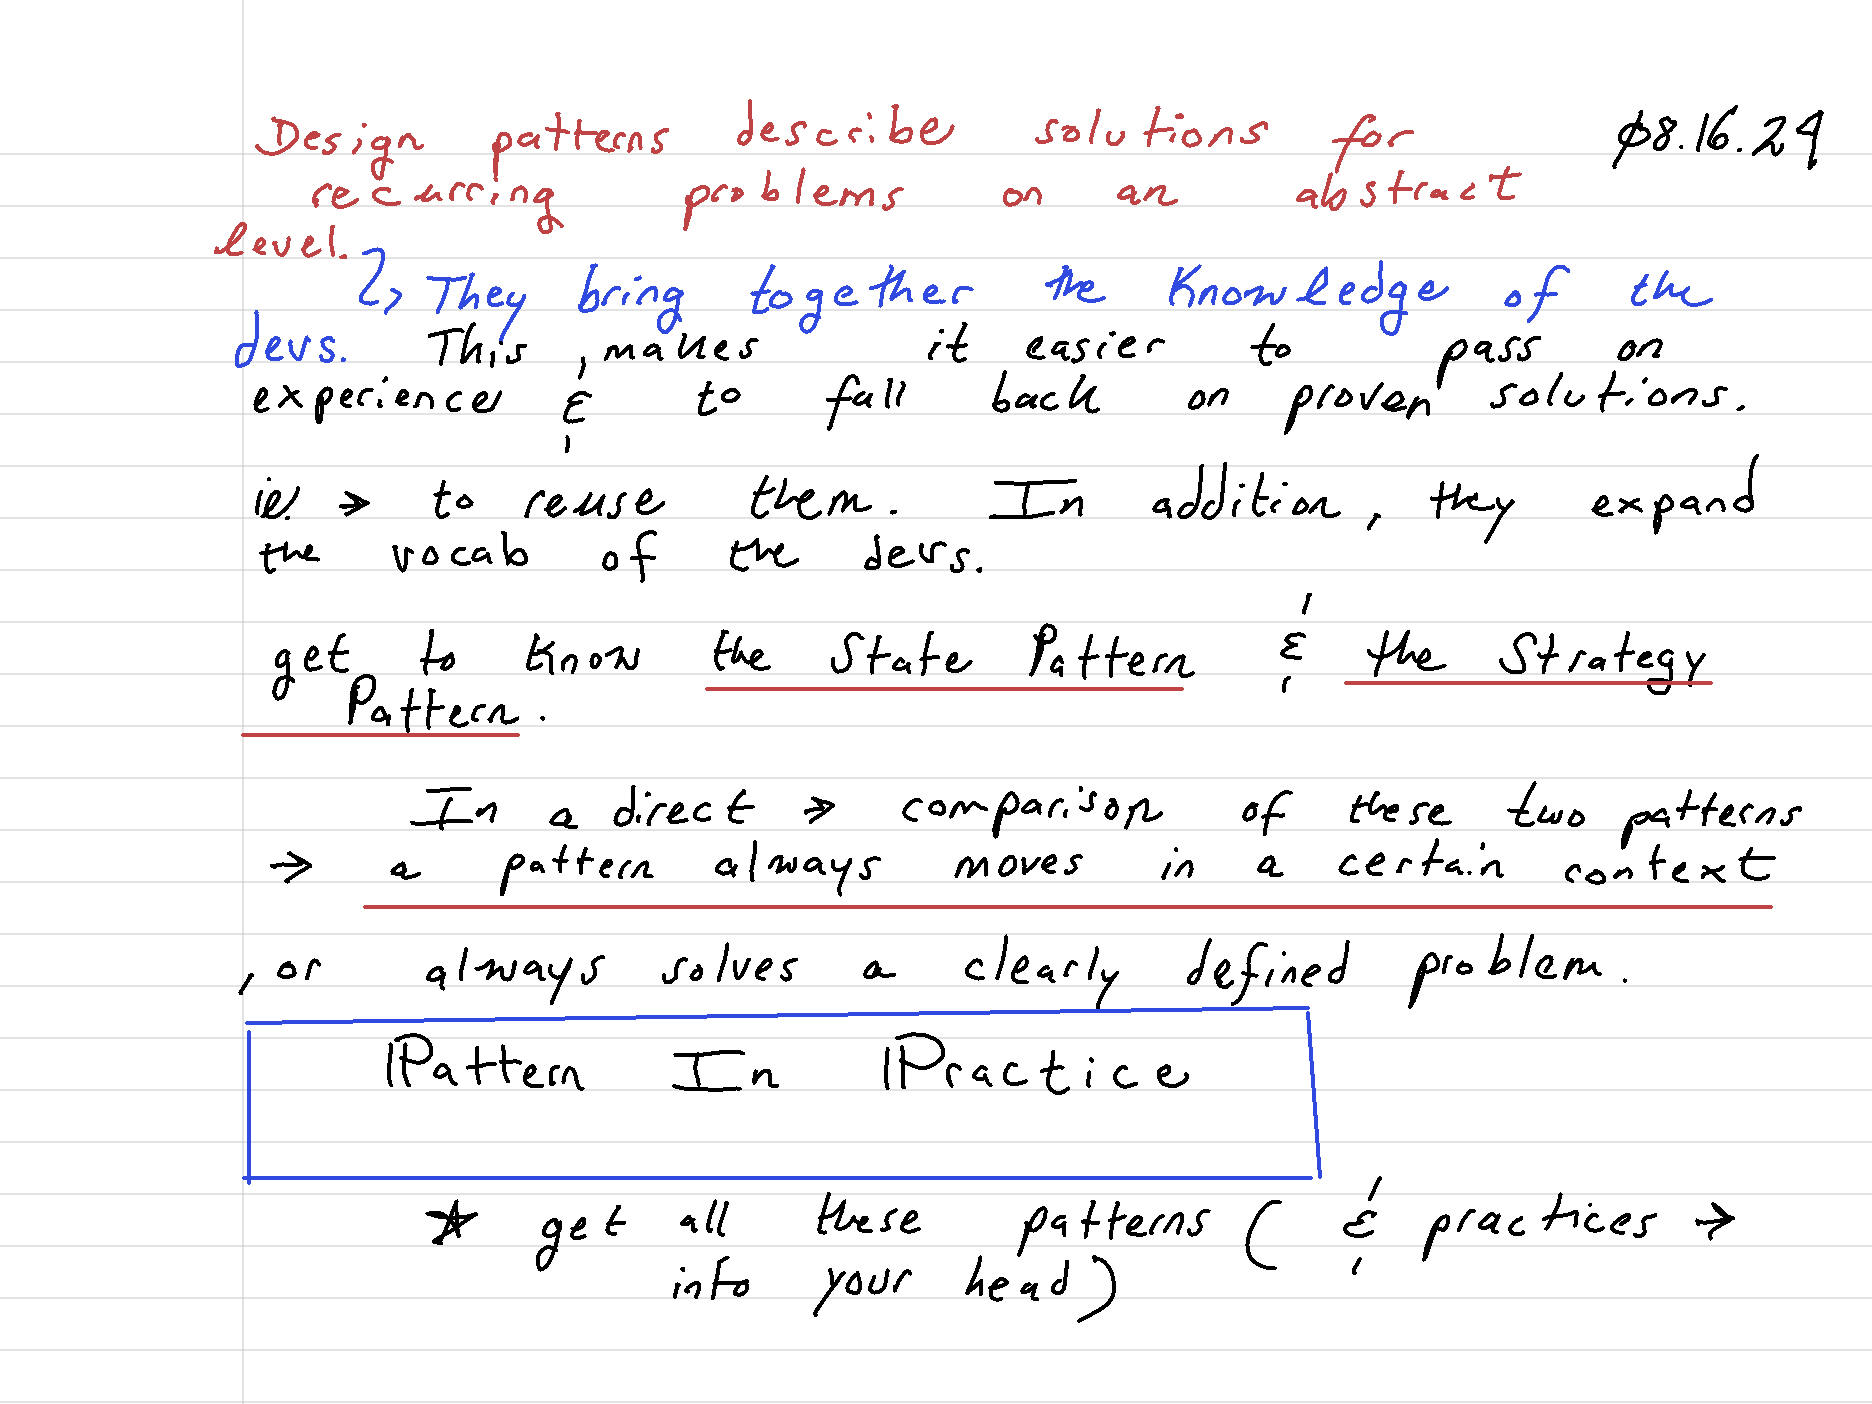 Design patterns describe solutions for ø8.16.24
recurring problems on an abstract
level.
↳ They bring together the knowledge of the
devs. This makes it easier to pass on
experience & to fall back on proven solutions.
ie. → to reuse them. In addition, they expand
the vocab of the devs.
get to know the State Pattern & the Strategy
Pattern.
In a direct → comparison of these two patterns
→ a pattern always moves in a certain context
, or always solves a clearly defined problem.
Pattern In Practice
★ get all these patterns ( & practices →
into your head)